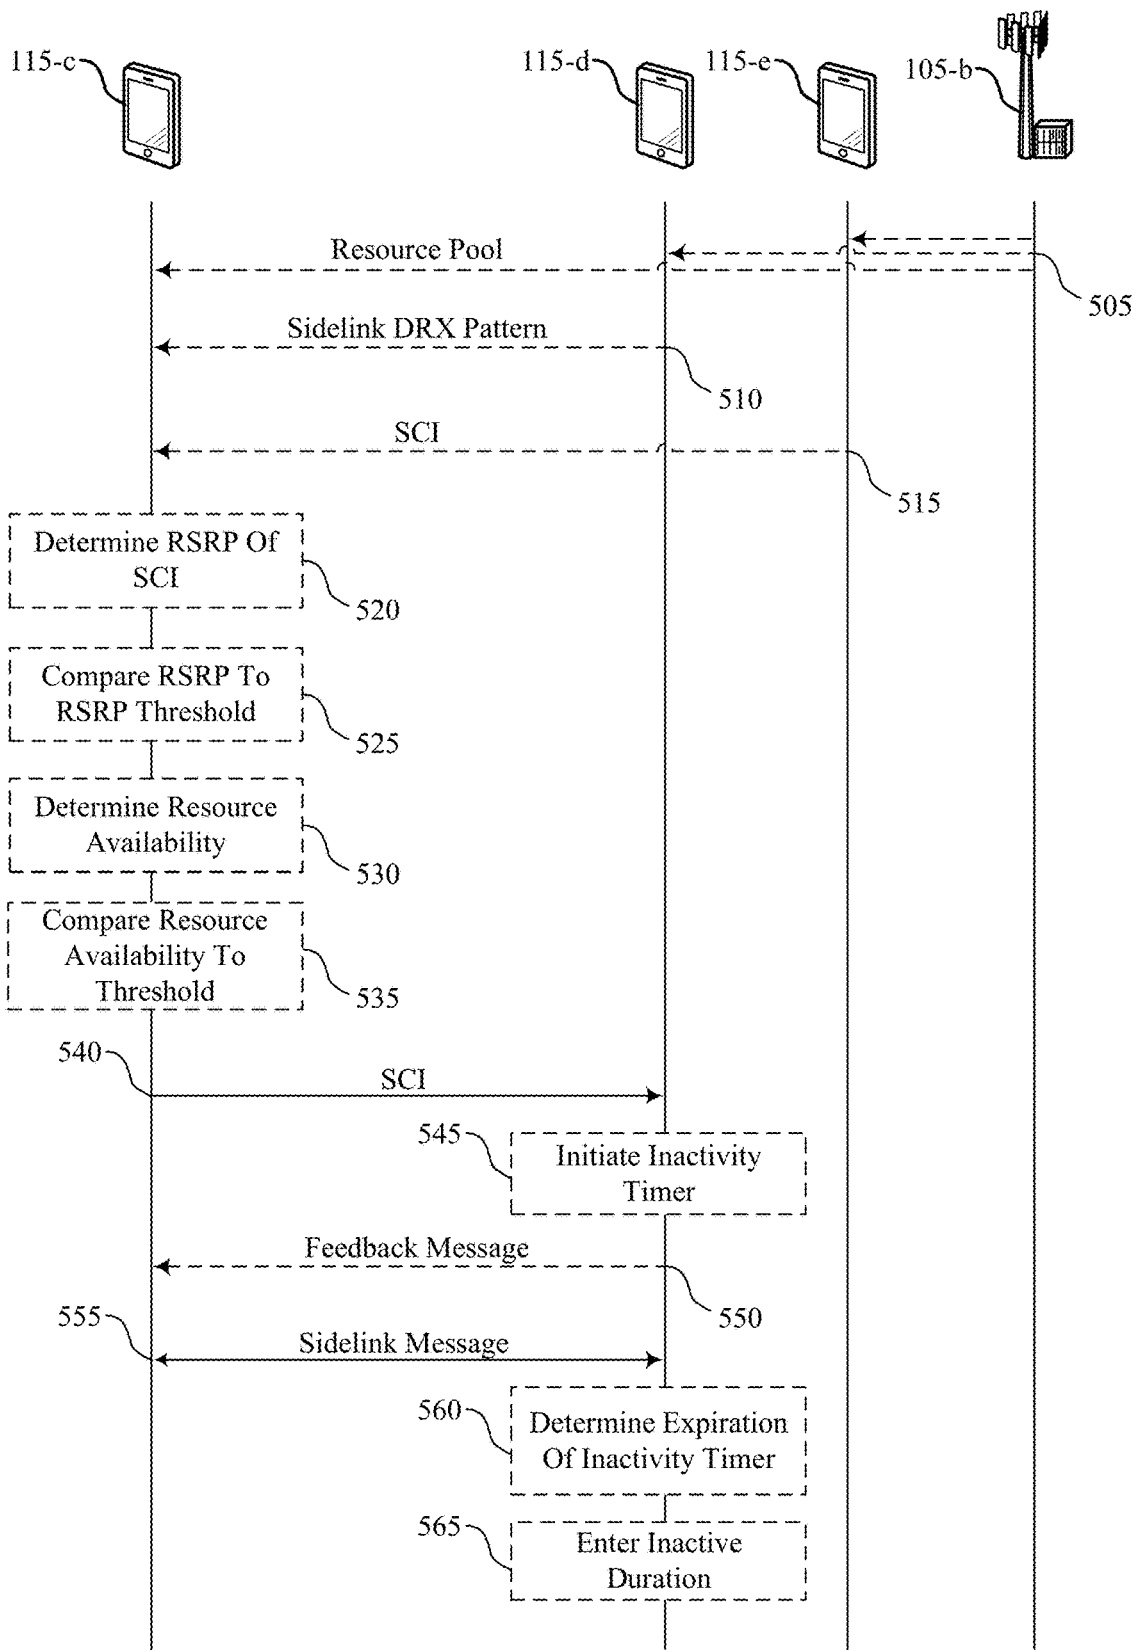 115-c
115-d
115-e
105-b
Resource Pool
505
Sidelink DRX Pattern
510
SCI
515
Determine RSRP Of
SCI
520
Compare RSRP To
RSRP Threshold
525
Determine Resource
Availability
530
Compare Resource
Availability To
Threshold
535
540
SCI
545
Initiate Inactivity
Timer
Feedback Message
550
555
Sidelink Message
560
Determine Expiration
Of Inactivity Timer
565
Enter Inactive
Duration